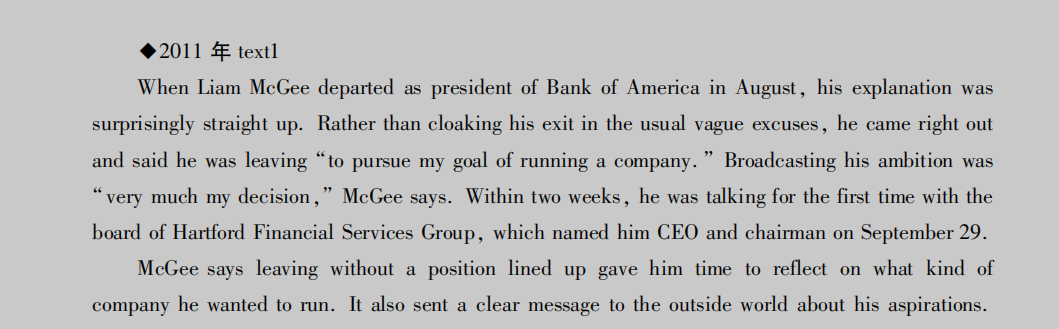 ◆2011 年 text1
When Liam McGee departed as president of Bank of America in August, his explanation was
surprisingly straight up. Rather than cloaking his exit in the usual vague excuses, he came right out
and said he was leaving “to pursue my goal of running a company.” Broadcasting his ambition was
“very much my decision,” McGee says. Within two weeks, he was talking for the first time with the
board of Hartford Financial Services Group, which named him CEO and chairman on September 29.
McGee says leaving without a position lined up gave him time to reflect on what kind of
company he wanted to run. It also sent a clear message to the outside world about his aspirations.